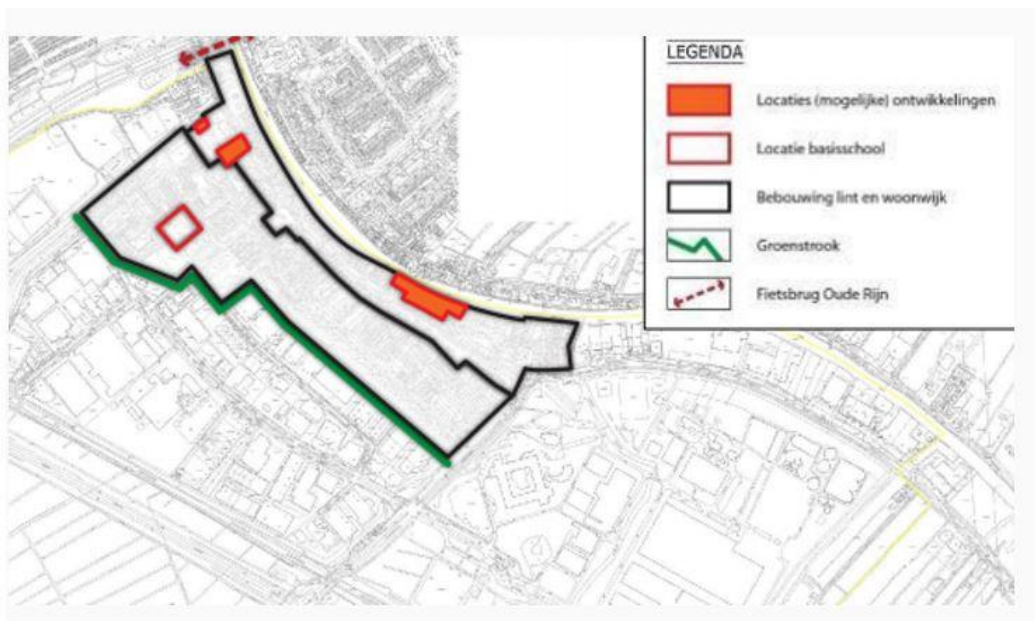 LEGENDA
Locaties (mogelijke) ontwikkelingen
Locatie basisschool
Bebouwing lint en woonwijk
Groenstrook
Fietsbrug Oude Rijn